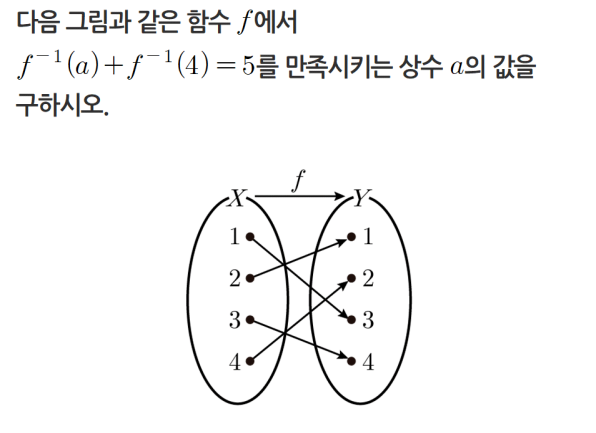 다음 그림과 같은 함수 f에서
f⁻¹(a)+f⁻¹(4)=5를 만족시키는 상수 a의 값을
구하시오.
f
X Y
1 1
2 2
3 3
4 4